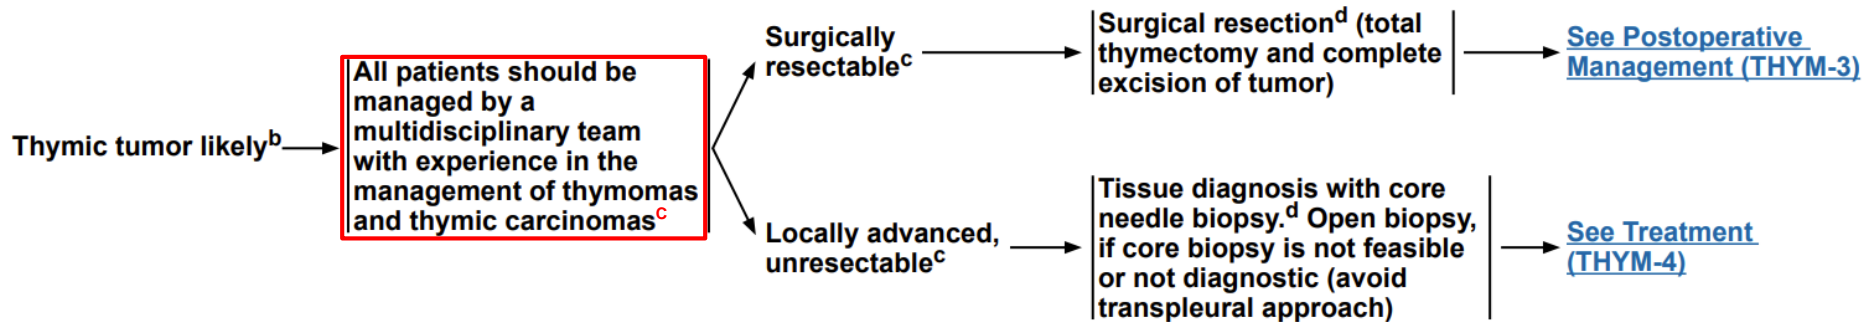 Thymic tumor likelyb
All patients should be
managed by a
multidisciplinary team
with experience in the
management of thymomas
and thymic carcinomasc
Surgically
resectablec
Surgical resectiond (total
thymectomy and complete
excision of tumor)
See Postoperative
Management (THYM-3)
Locally advanced,
unresectablec
Tissue diagnosis with core
needle biopsy.d Open biopsy,
if core biopsy is not feasible
or not diagnostic (avoid
transpleural approach)
See Treatment
(THYM-4)